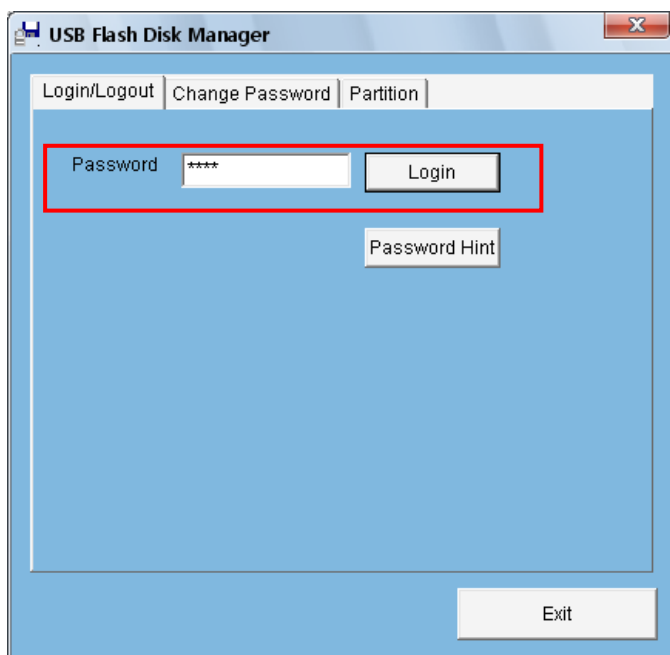 USB Flash Disk Manager
Login/Logout Change Password Partition
Password **** Login
Password Hint
Exit